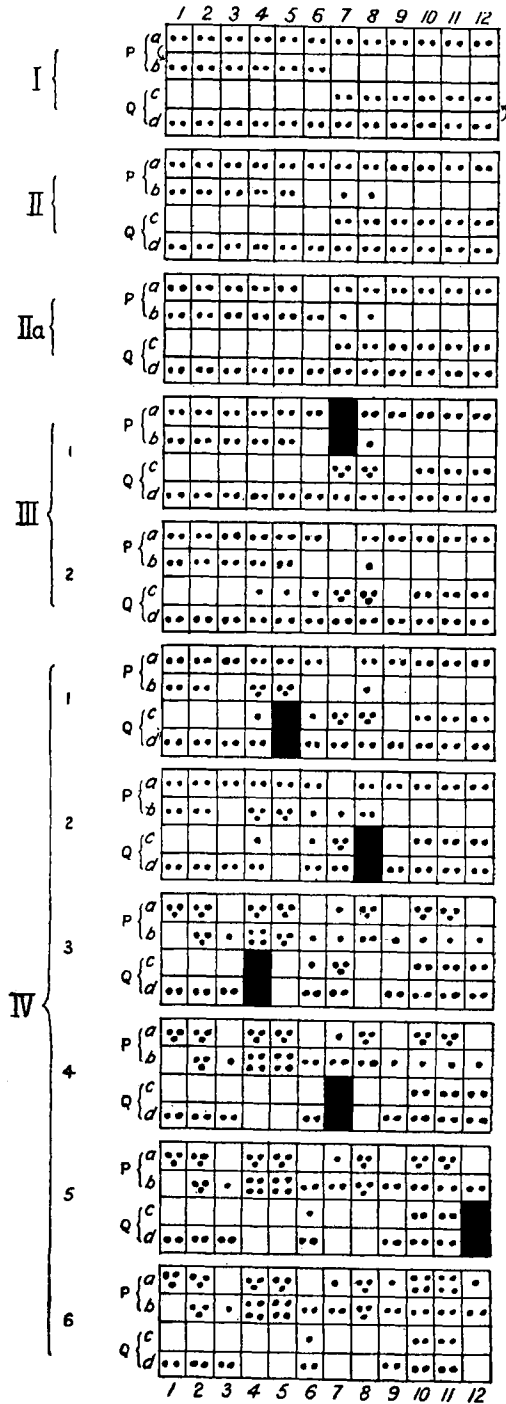 1 2 3 4 5 6 7 8 9 10 11 12
I P a b Q c d
II P a b Q c d
IIa P a b Q c d
III 1 P a b Q c d
2 P a b Q c d
IV 1 P a b Q c d
2 P a b Q c d
3 P a b Q c d
4 P a b Q c d
5 P a b Q c d
6 P a b Q c d
1 2 3 4 5 6 7 8 9 10 11 12